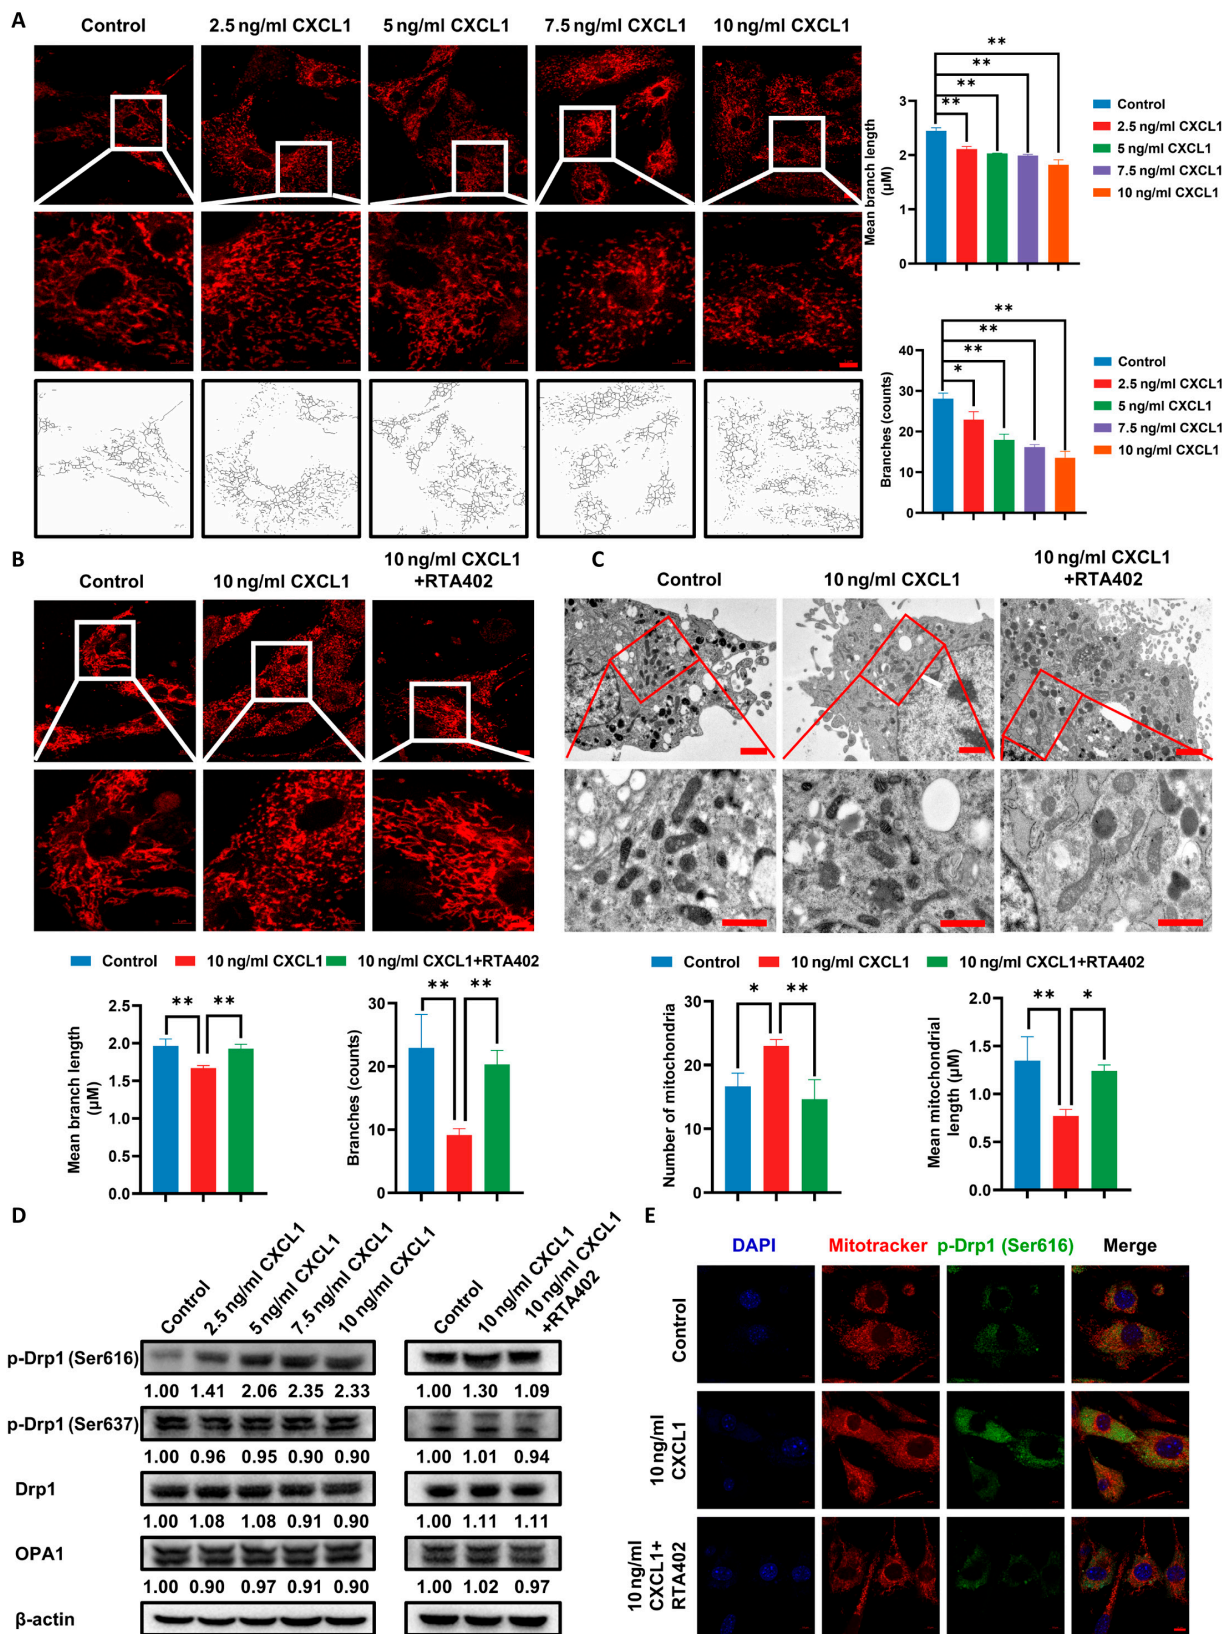 A
Control
2.5 ng/ml CXCL1
5 ng/ml CXCL1
7.5 ng/ml CXCL1
10 ng/ml CXCL1
**
**
**
**
Mean branch length
(μM)
3
2
1
0
Control
2.5 ng/ml CXCL1
5 ng/ml CXCL1
7.5 ng/ml CXCL1
10 ng/ml CXCL1
**
**
**
*
Branches (counts)
40
30
20
10
0
Control
2.5 ng/ml CXCL1
5 ng/ml CXCL1
7.5 ng/ml CXCL1
10 ng/ml CXCL1
B
Control
10 ng/ml CXCL1
10 ng/ml CXCL1
+RTA402
Control
10 ng/ml CXCL1
10 ng/ml CXCL1+RTA402
Mean branch length
(μM)
2.5
2.0
1.5
1.0
0.5
0.0
**
**
Branches (counts)
30
20
10
0
**
**
C
Control
10 ng/ml CXCL1
10 ng/ml CXCL1
+RTA402
Control
10 ng/ml CXCL1
10 ng/ml CXCL1+RTA402
Number of mitochondria
30
20
10
0
*
**
Mean mitochondrial
length (μM)
2.0
1.5
1.0
0.5
0.0
**
*
D
Control
2.5 ng/ml CXCL1
5 ng/ml CXCL1
7.5 ng/ml CXCL1
10 ng/ml CXCL1
Control
10 ng/ml CXCL1
10 ng/ml CXCL1
+RTA402
p-Drp1 (Ser616)
1.00 1.41 2.06 2.35 2.33 1.00 1.30 1.09
p-Drp1 (Ser637)
1.00 0.96 0.95 0.90 0.90 1.00 1.01 0.94
Drp1
1.00 1.08 1.08 0.91 0.90 1.00 1.11 1.11
OPA1
1.00 0.90 0.97 0.91 0.90 1.00 1.02 0.97
β-actin
E
DAPI
Mitotracker
p-Drp1 (Ser616)
Merge
Control
10 ng/ml
CXCL1
10 ng/ml
CXCL1+
RTA402